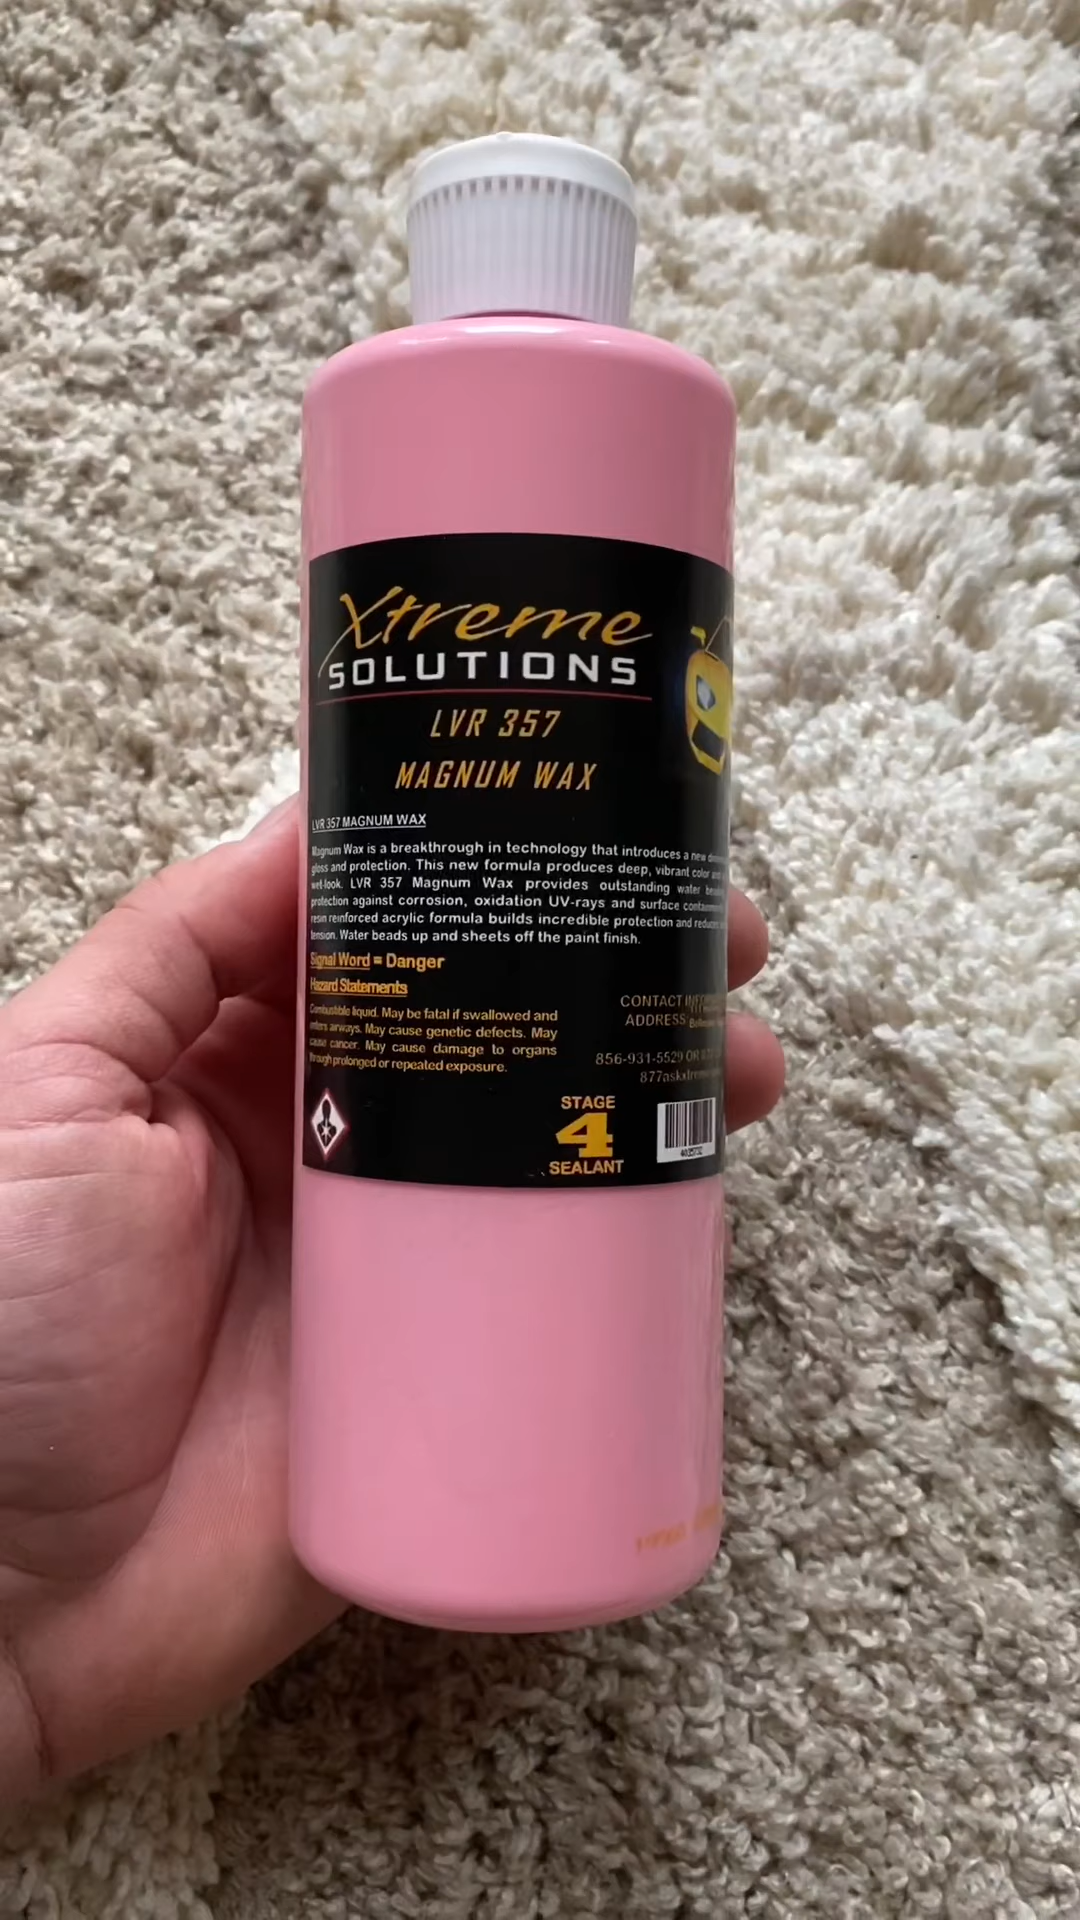 Xtreme
SOLUTIONS
LVR 357
MAGNUM WAX
LVR 357 MAGNUM WAX
Magnum Wax is a breakthrough in technology that introduces a new
gloss and protection. This new formula produces deep, vibrant color and
wet-look. LVR 357 Magnum Wax provides outstanding water
protection against corrosion, oxidation UV-rays and surface
resin reinforced acrylic formula builds incredible protection and
tension. Water beads up and sheets off the paint finish.
Signal Word = Danger
Hazard Statements
Combustible liquid. May be fatal if swallowed and
enters airways. May cause genetic defects. May
cause cancer. May cause damage to organs
through prolonged or repeated exposure.
CONTACT
ADDRESS
856-931-5529 OR
STAGE
4
SEALANT